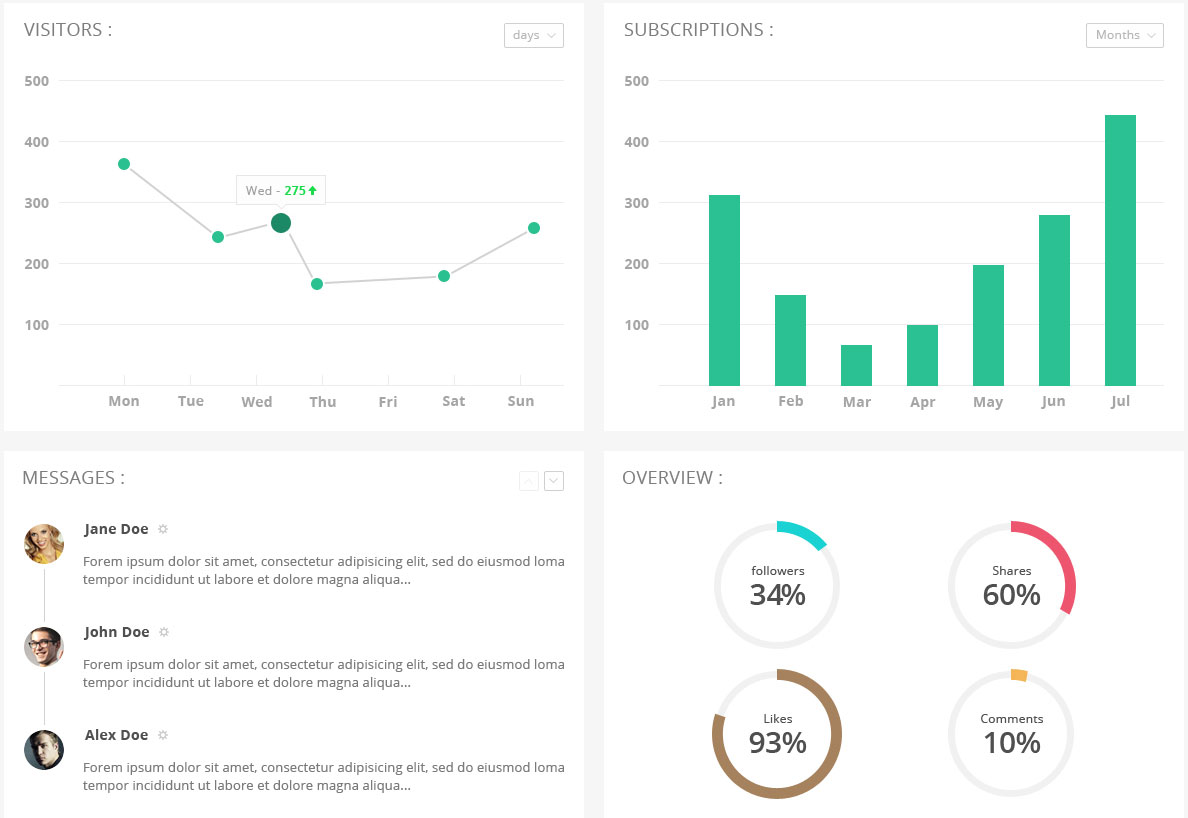 VISITORS :
days
500
400
300
200
100
Wed - 275
Mon Tue Wed Thu Fri Sat Sun
SUBSCRIPTIONS :
Months
500
400
300
200
100
Jan Feb Mar Apr May Jun Jul
MESSAGES :
Jane Doe
Forem ipsum dolor sit amet, consectetur adipisicing elit, sed do eiusmod loma
tempor incididunt ut labore et dolore magna aliqua...
John Doe
Forem ipsum dolor sit amet, consectetur adipisicing elit, sed do eiusmod loma
tempor incididunt ut labore et dolore magna aliqua...
Alex Doe
Forem ipsum dolor sit amet, consectetur adipisicing elit, sed do eiusmod loma
tempor incididunt ut labore et dolore magna aliqua...
OVERVIEW :
followers
34%
Shares
60%
Likes
93%
Comments
10%